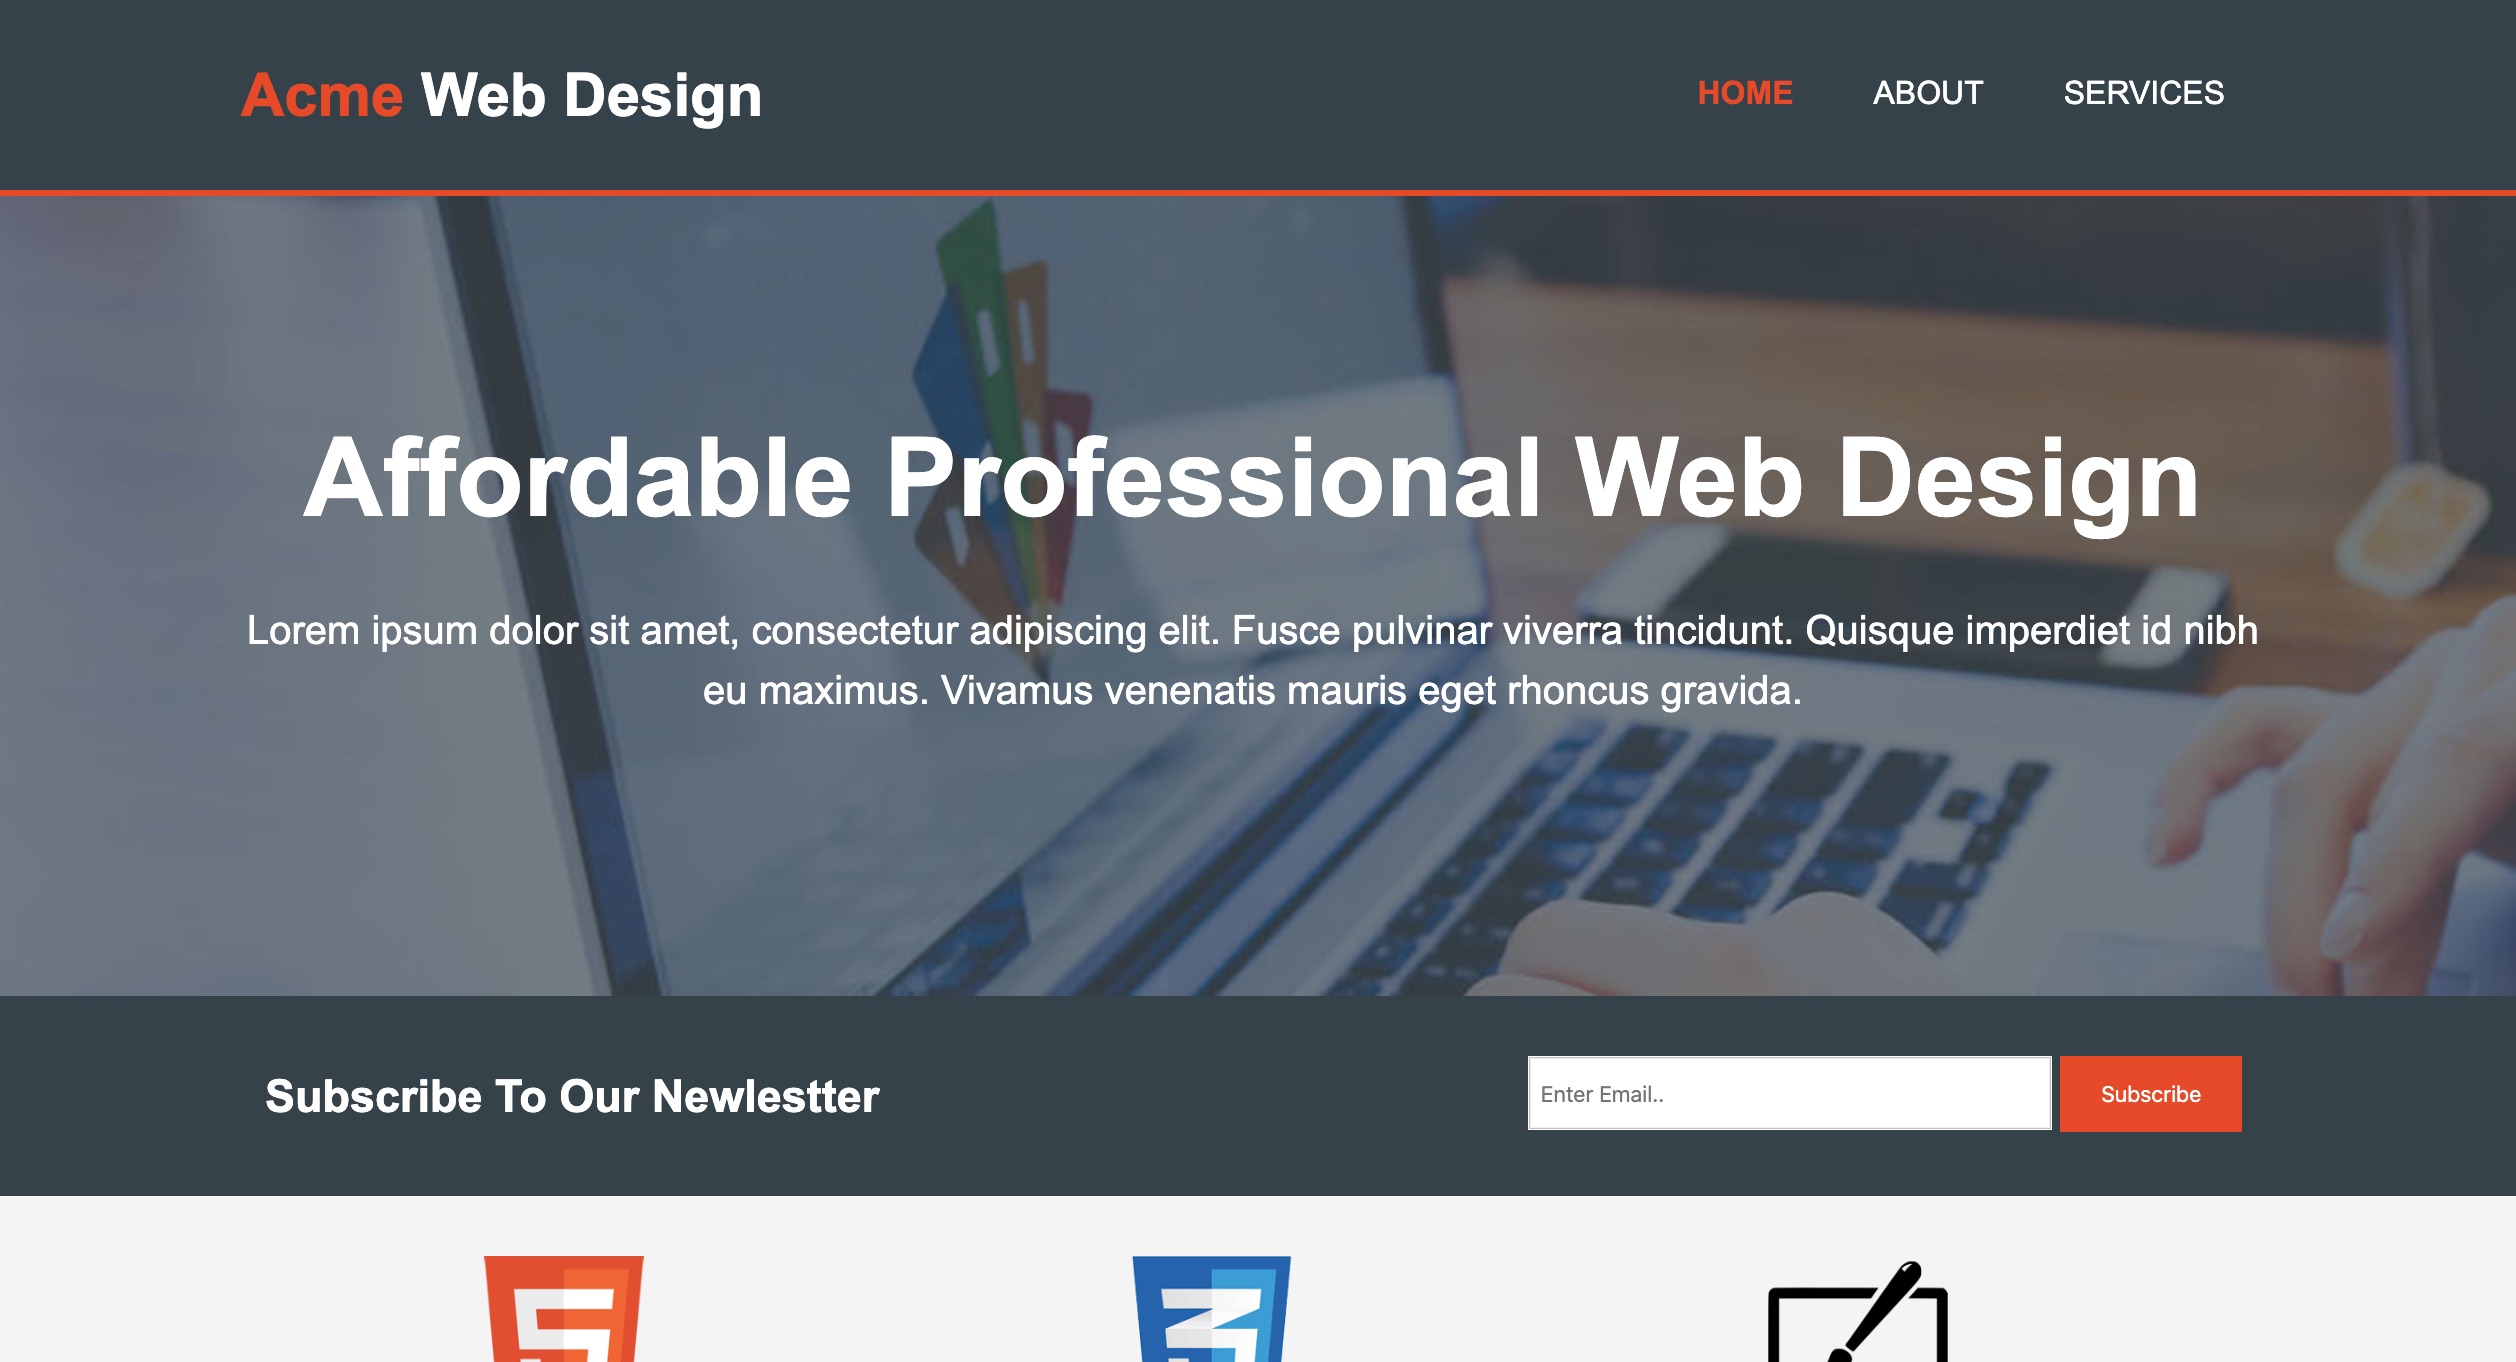 Acme Web Design
HOME ABOUT SERVICES
Affordable Professional Web Design
Lorem ipsum dolor sit amet, consectetur adipiscing elit. Fusce pulvinar viverra tincidunt. Quisque imperdiet id nibh
eu maximus. Vivamus venenatis mauris eget rhoncus gravida.
Subscribe To Our Newlestter
Enter Email..
Subscribe